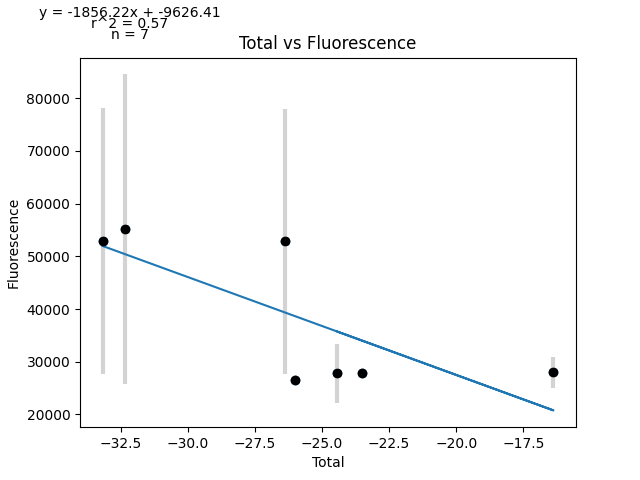 y = -1856.22x + -9626.41
r^2 = 0.57
n = 7
Total vs Fluorescence
Fluorescence
80000
70000
60000
50000
40000
30000
20000
−32.5 −30.0 −27.5 −25.0 −22.5 −20.0 −17.5
Total